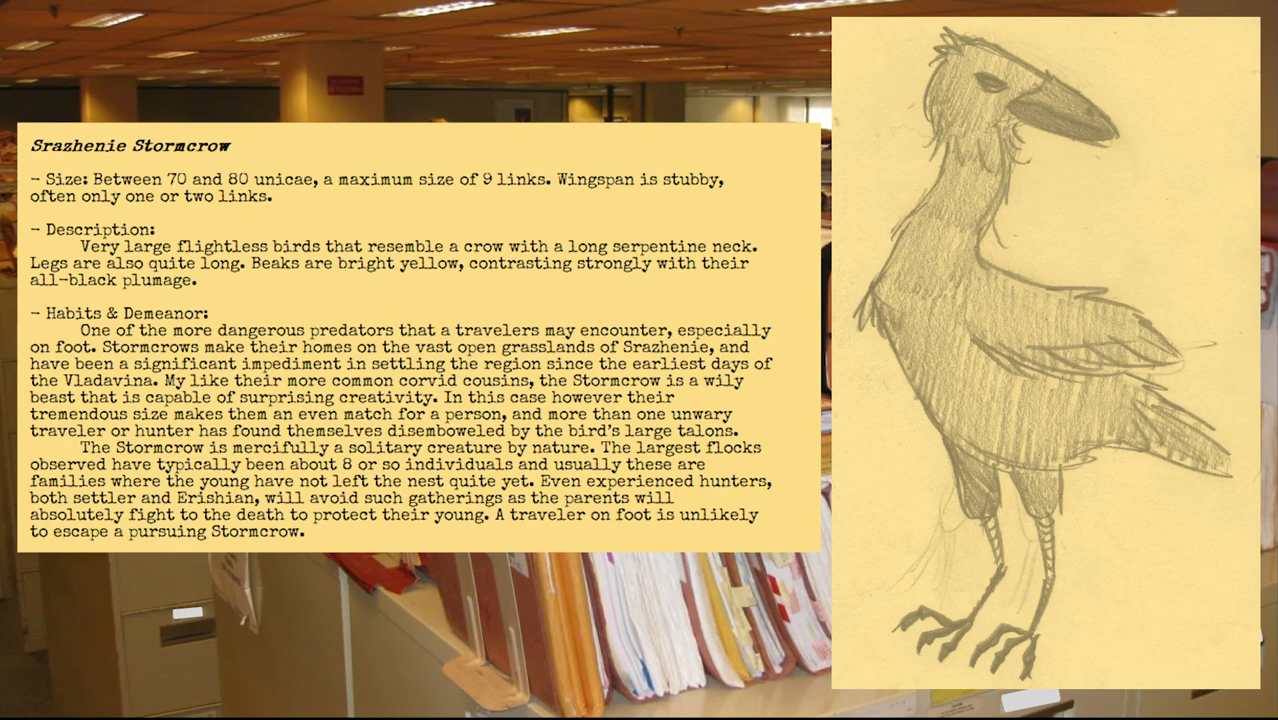 Srazhenie Stormcrow
- Size: Between 70 and 80 unicae, a maximum size of 9 links. Wingspan is stubby,
often only one or two links.
- Description:
Very large flightless birds that resemble a crow with a long serpentine neck.
Legs are also quite long. Beaks are bright yellow, contrasting strongly with their
all-black plumage.
- Habits & Demeanor:
One of the more dangerous predators that a travelers may encounter, especially
on foot. Stormcrows make their homes on the vast open grasslands of Srazhenie, and
have been a significant impediment in settling the region since the earliest days of
the Vladavina. My like their more common corvid cousins, the Stormcrow is a wily
beast that is capable of surprising creativity. In this case however their
tremendous size makes them an even match for a person, and more than one unwary
traveler or hunter has found themselves disemboweled by the bird's large talons.
The Stormcrow is mercifully a solitary creature by nature. The largest flocks
observed have typically been about 8 or so individuals and usually these are
families where the young have not left the nest quite yet. Even experienced hunters,
both settler and Erishian, will avoid such gatherings as the parents will
absolutely fight to the death to protect their young. A traveler on foot is unlikely
to escape a pursuing Stormcrow.